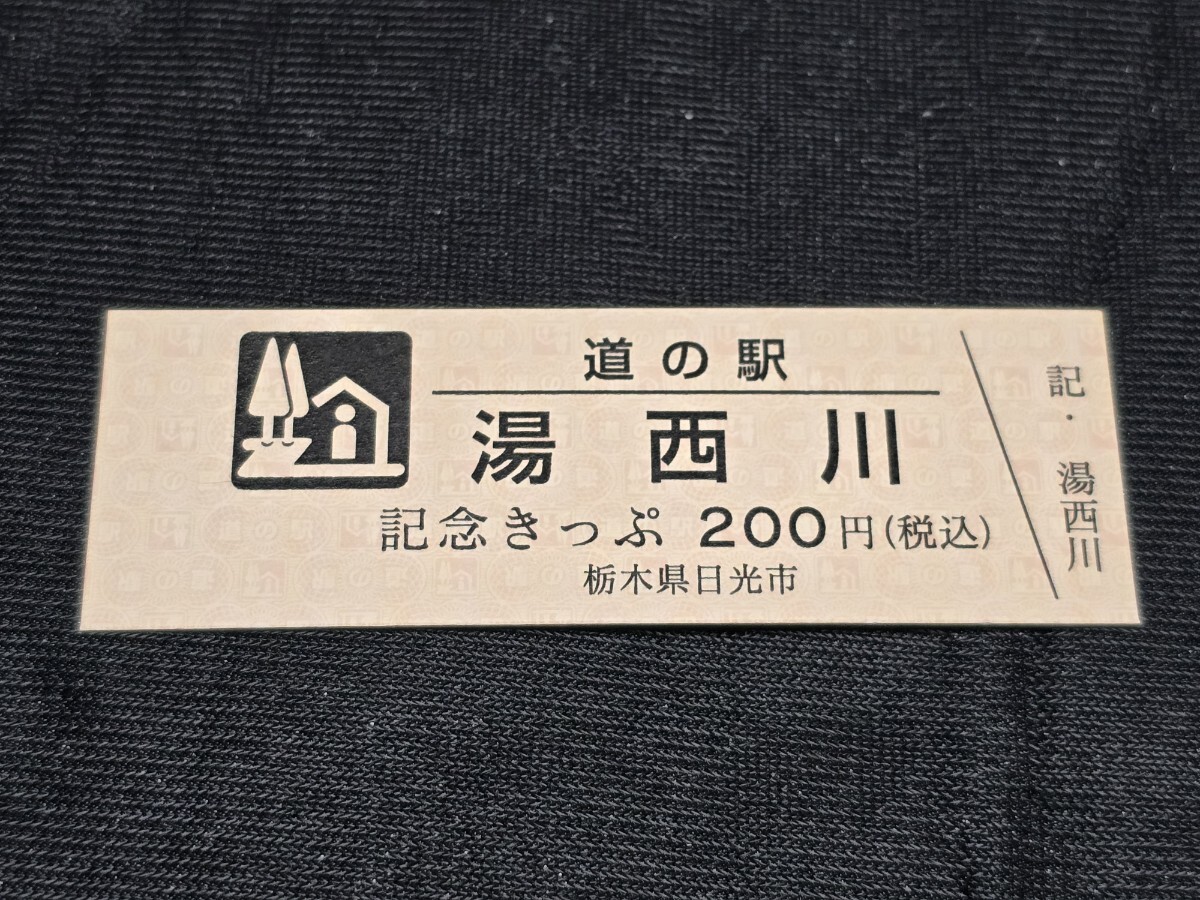 道の駅
湯西川
記念きっぷ 200円(税込)
栃木県日光市
記・湯西川